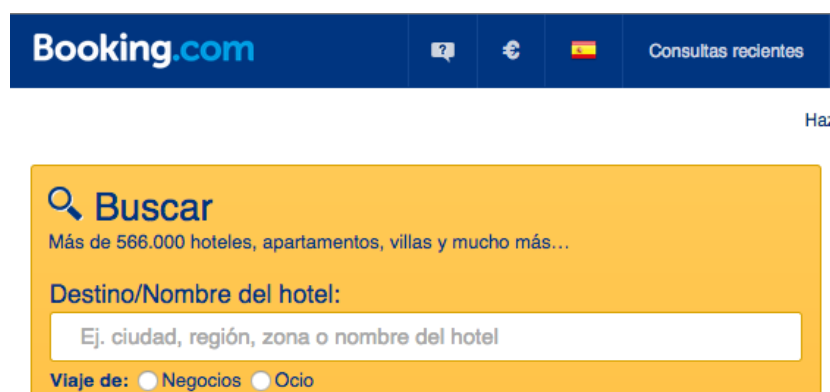 Booking.com ? € Consultas recientes
Haz
Buscar
Más de 566.000 hoteles, apartamentos, villas y mucho más...
Destino/Nombre del hotel:
Ej. ciudad, región, zona o nombre del hotel
Viaje de: Negocios Ocio